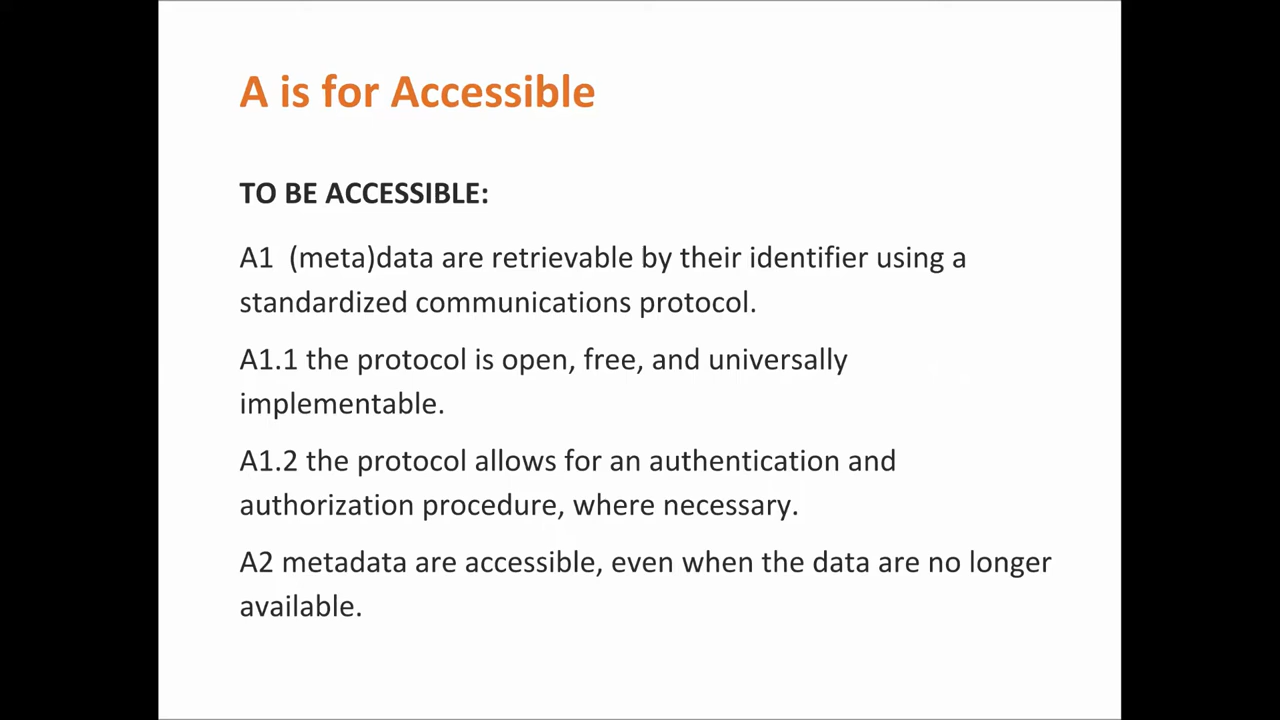 A is for Accessible
TO BE ACCESSIBLE:
A1  (meta)data are retrievable by their identifier using a
standardized communications protocol.
A1.1 the protocol is open, free, and universally
implementable.
A1.2 the protocol allows for an authentication and
authorization procedure, where necessary.
A2 metadata are accessible, even when the data are no longer
available.